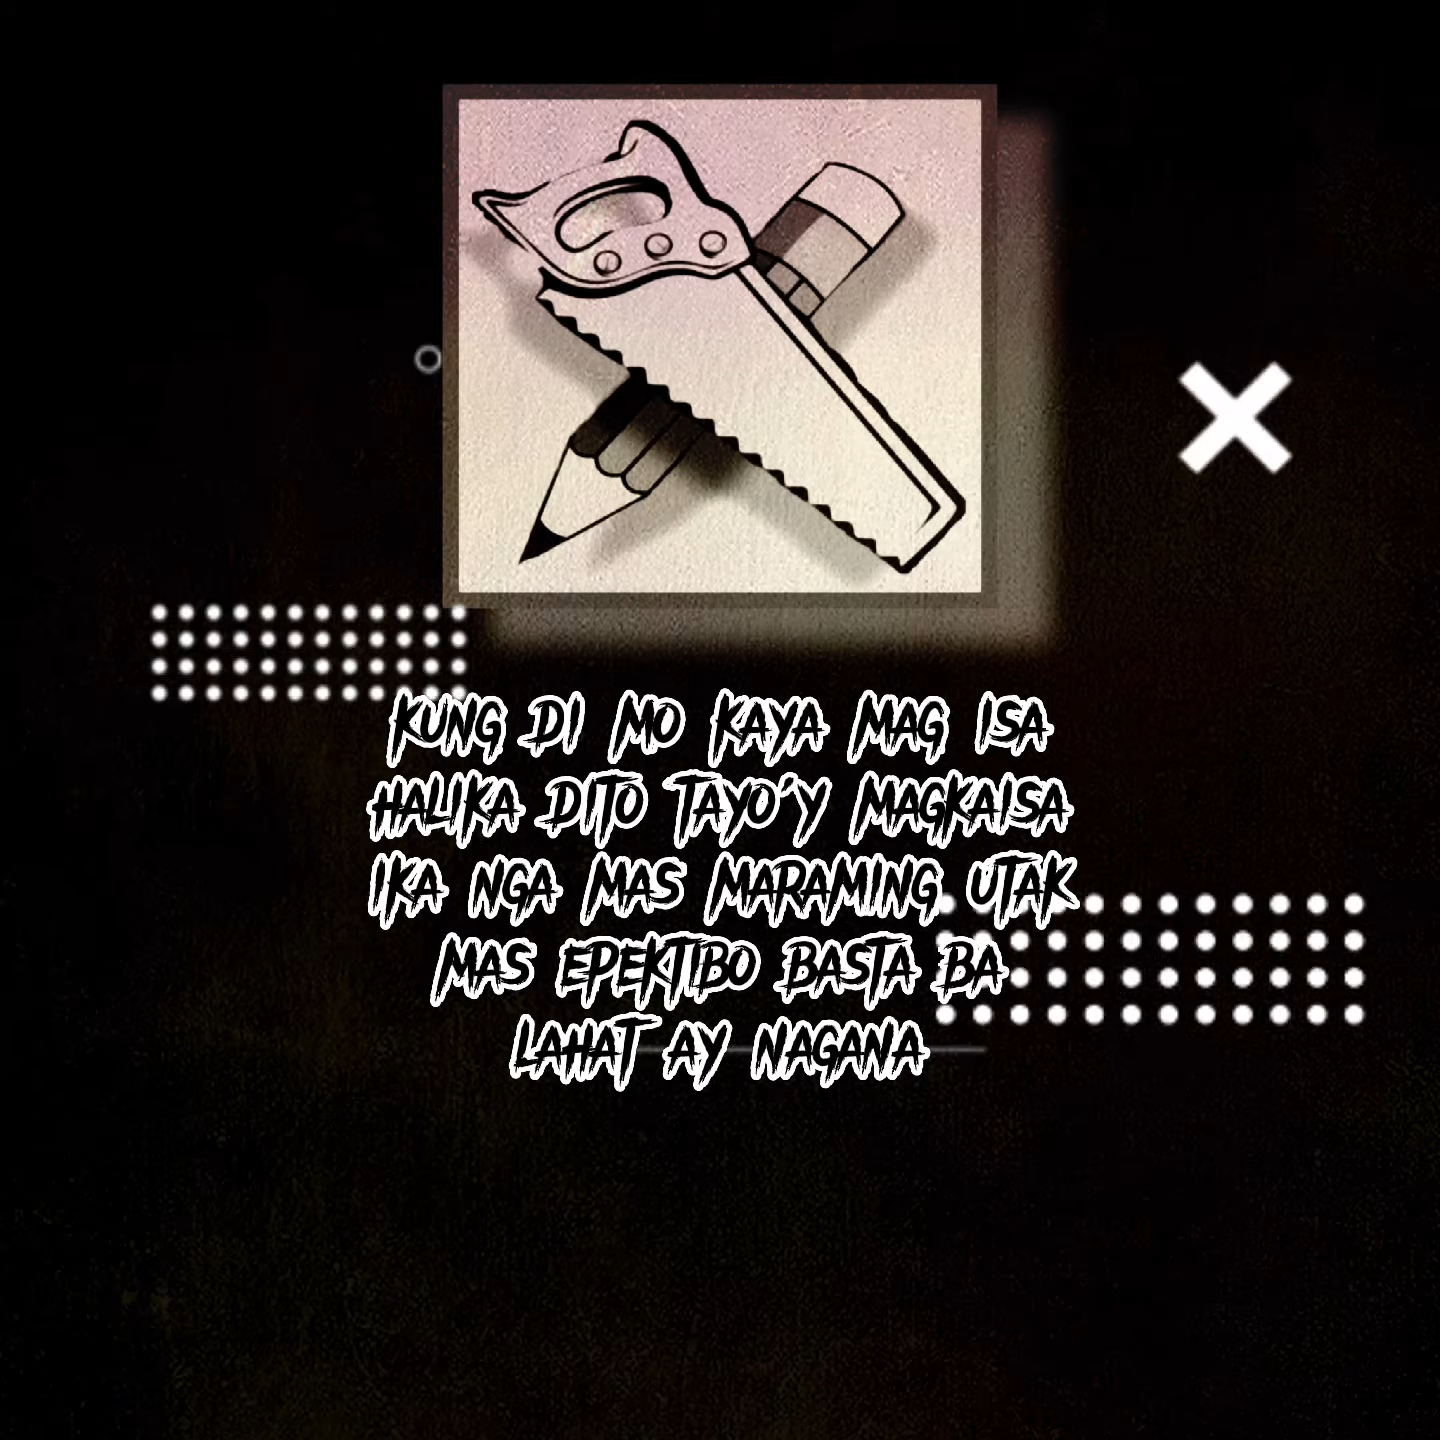 KUNG DI MO KAYA MAG ISA
HALIKA DITO TAYO'Y MAGKAISA
IKA NGA MAS MARAMING UTAK
MAS EPEKTIBO BASTA BA
LAHAT AY NAGANA